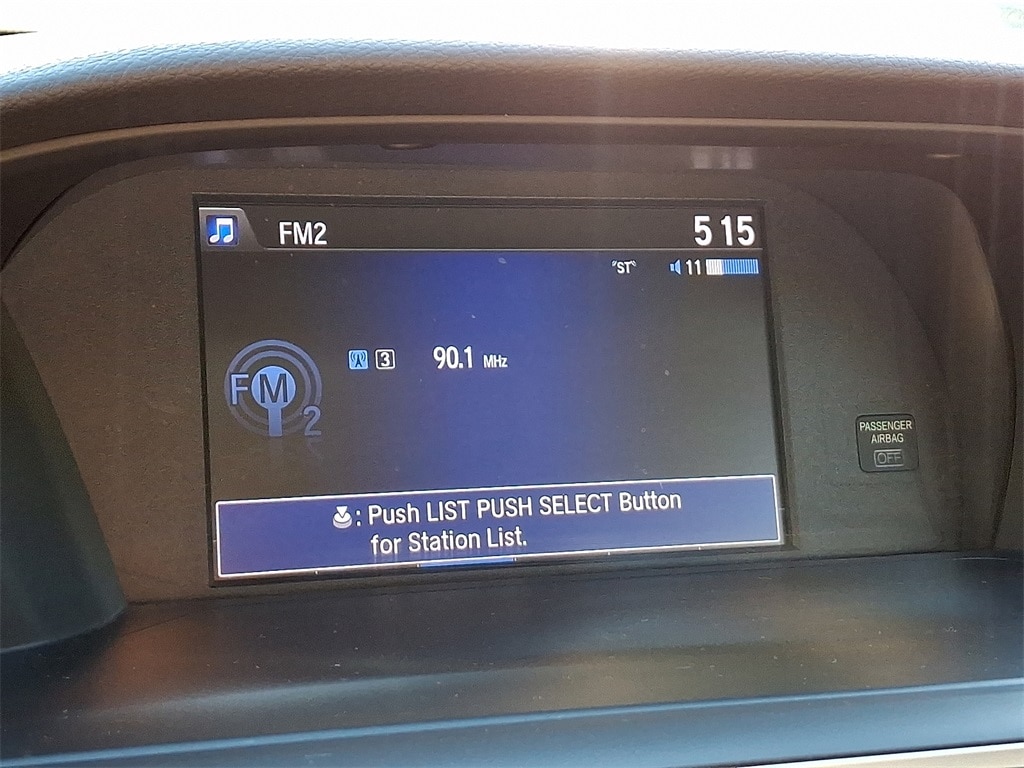 FM2
5 15
ST
11
3
90.1 MHz
FM
2
PASSENGER
AIRBAG
OFF
: Push LIST PUSH SELECT Button
for Station List.